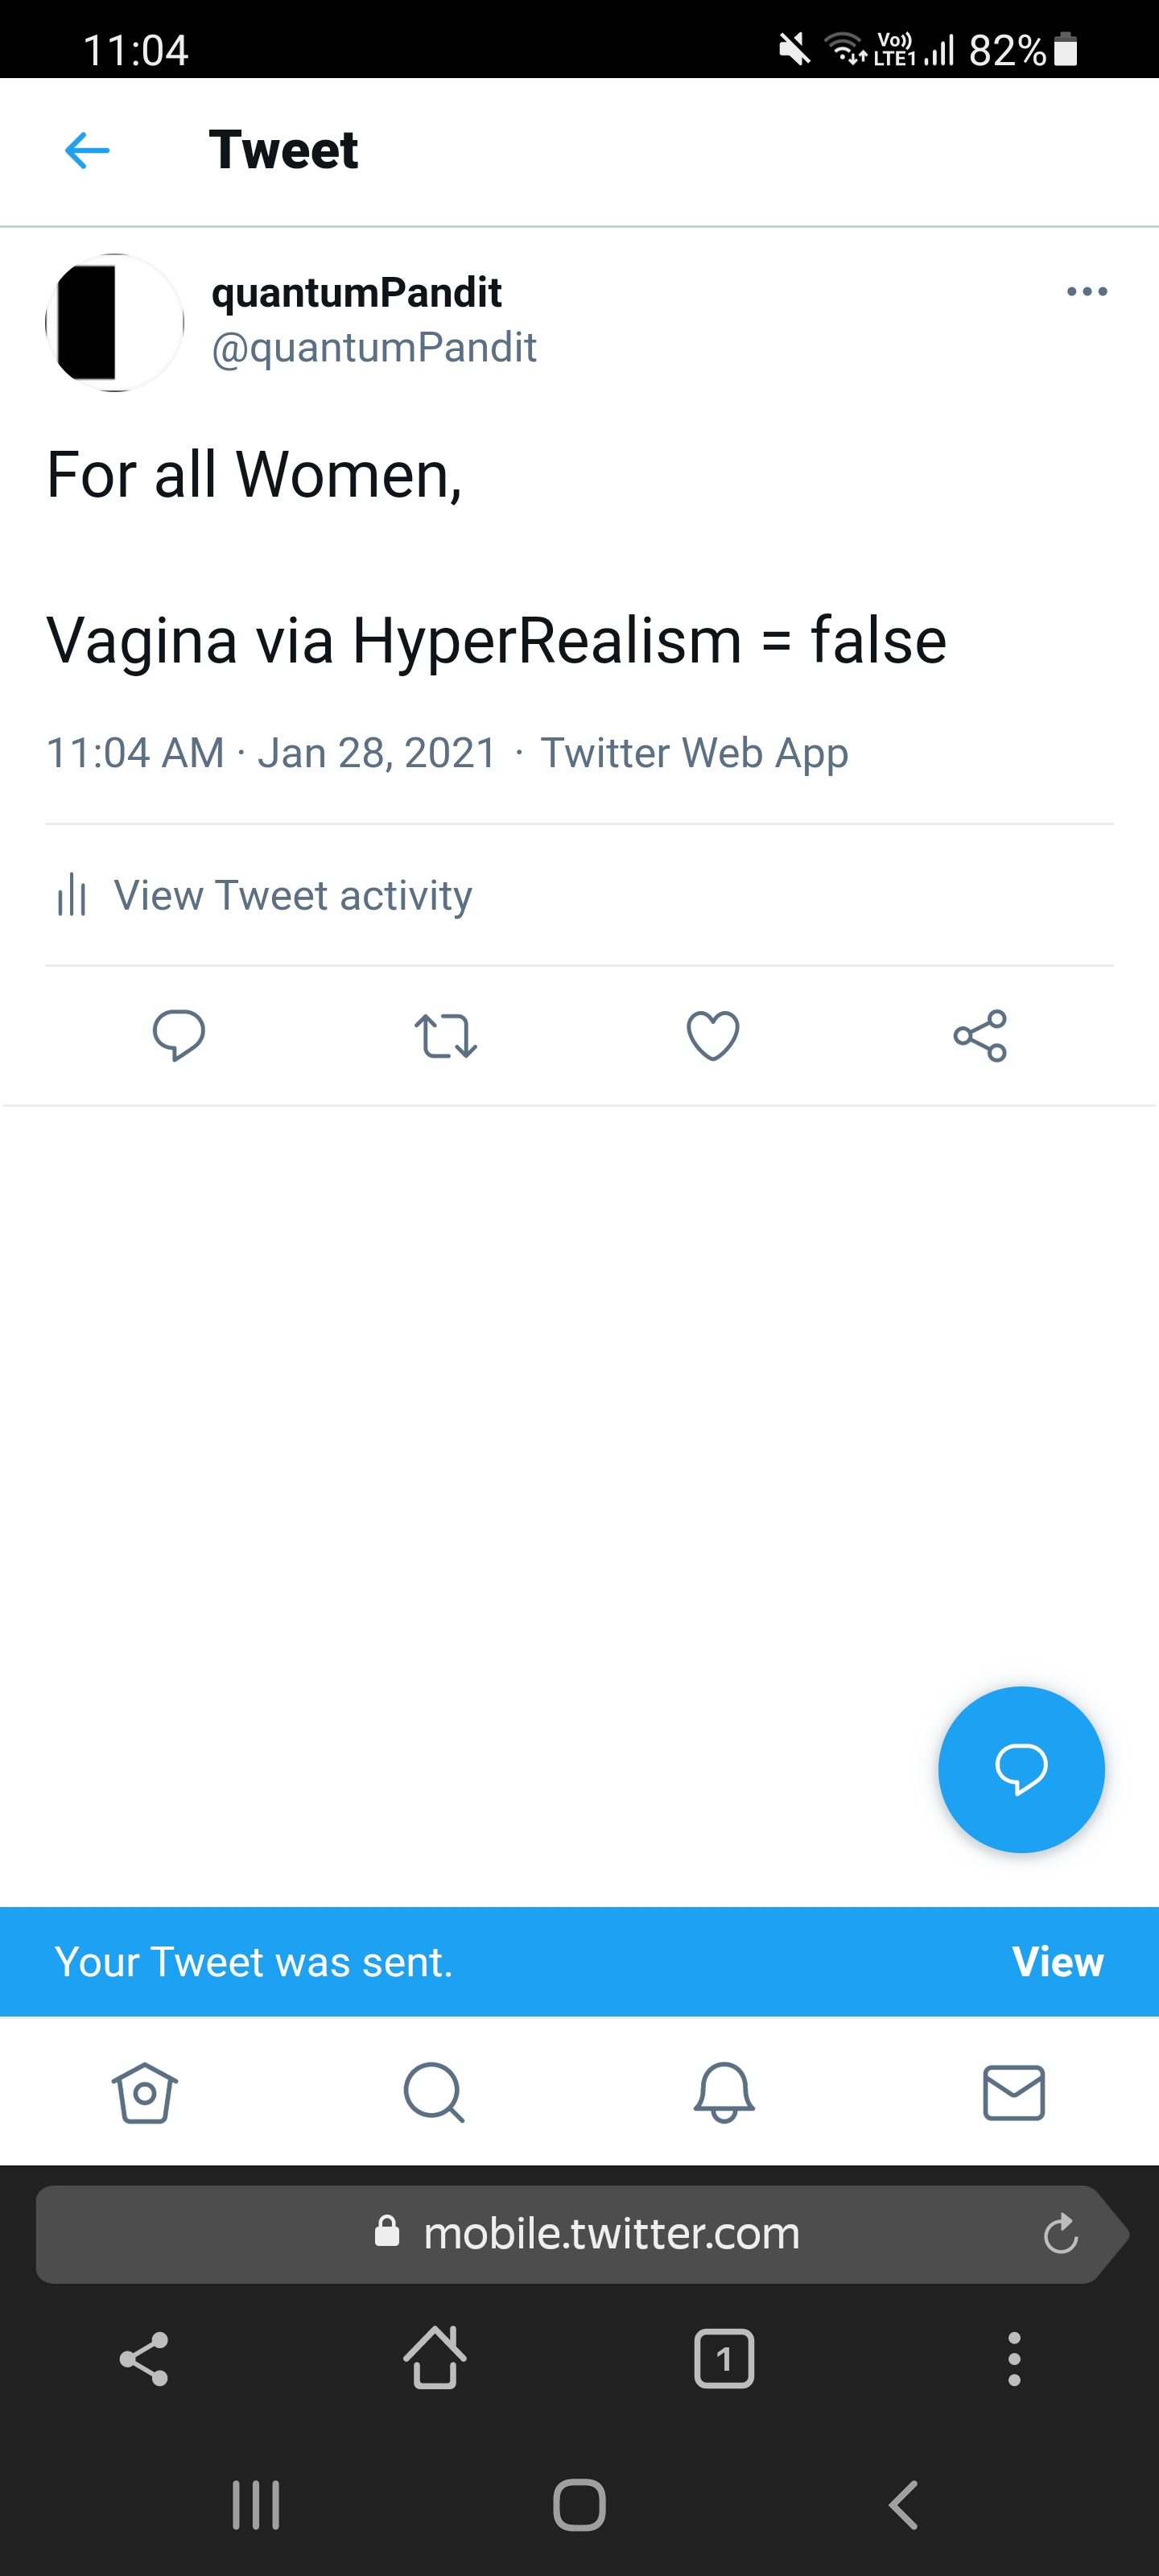 11:04
Vo))
LTE1
82%
Tweet
quantumPandit
@quantumPandit
For all Women,
Vagina via HyperRealism = false
11:04 AM · Jan 28, 2021 · Twitter Web App
View Tweet activity
Your Tweet was sent.
View
mobile.twitter.com
1